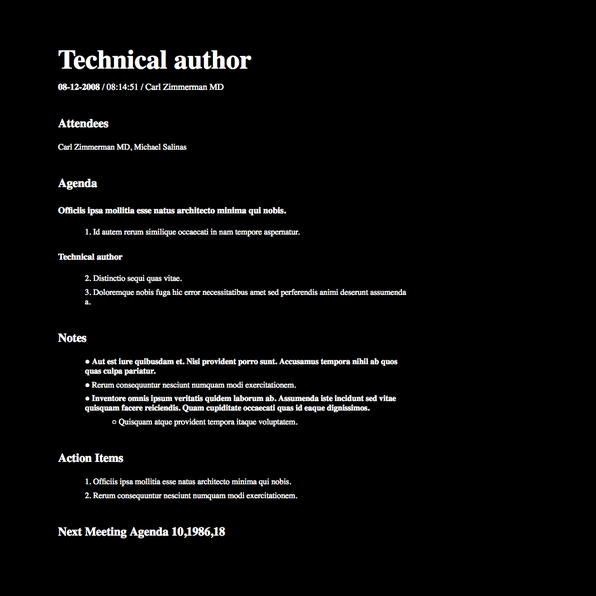 Technical author
08-12-2008 / 08:14:51 / Carl Zimmerman MD
Attendees
Carl Zimmerman MD, Michael Salinas
Agenda
Officiis ipsa mollitia esse natus architecto minima qui nobis.
1. Id autem rerum similique occaecati in nam tempore aspernatur.
Technical author
2. Distinctio sequi quas vitae.
3. Doloremque nobis fuga hic error necessitatibus amet sed perferendis animi deserunt assumenda
a.
Notes
● Aut est iure quibusdam et. Nisi provident porro sunt. Accusamus tempora nihil ab quos
quas culpa pariatur.
● Rerum consequuntur nesciunt numquam modi exercitationem.
● Inventore omnis ipsum veritatis quidem laborum ab. Assumenda iste incidunt sed vitae
quisquam facere reiciendis. Quam cupiditate occaecati quas id eaque dignissimos.
○ Quisquam atque provident tempora itaque voluptatem.
Action Items
1. Officiis ipsa mollitia esse natus architecto minima qui nobis.
2. Rerum consequuntur nesciunt numquam modi exercitationem.
Next Meeting Agenda 10,1986,18